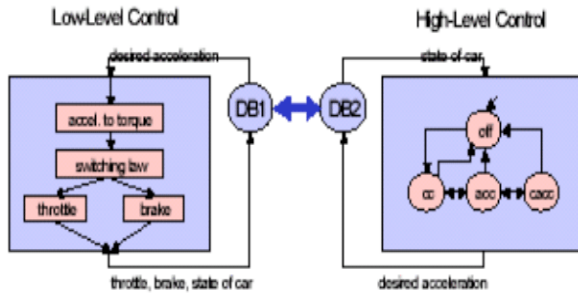 Low-Level Control
High-Level Control
desired acceleration
state of car
DB1
DB2
accel. to torque
switching law
throttle
brake
off
cc
acc
cacc
throttle, brake, state of car
desired acceleration